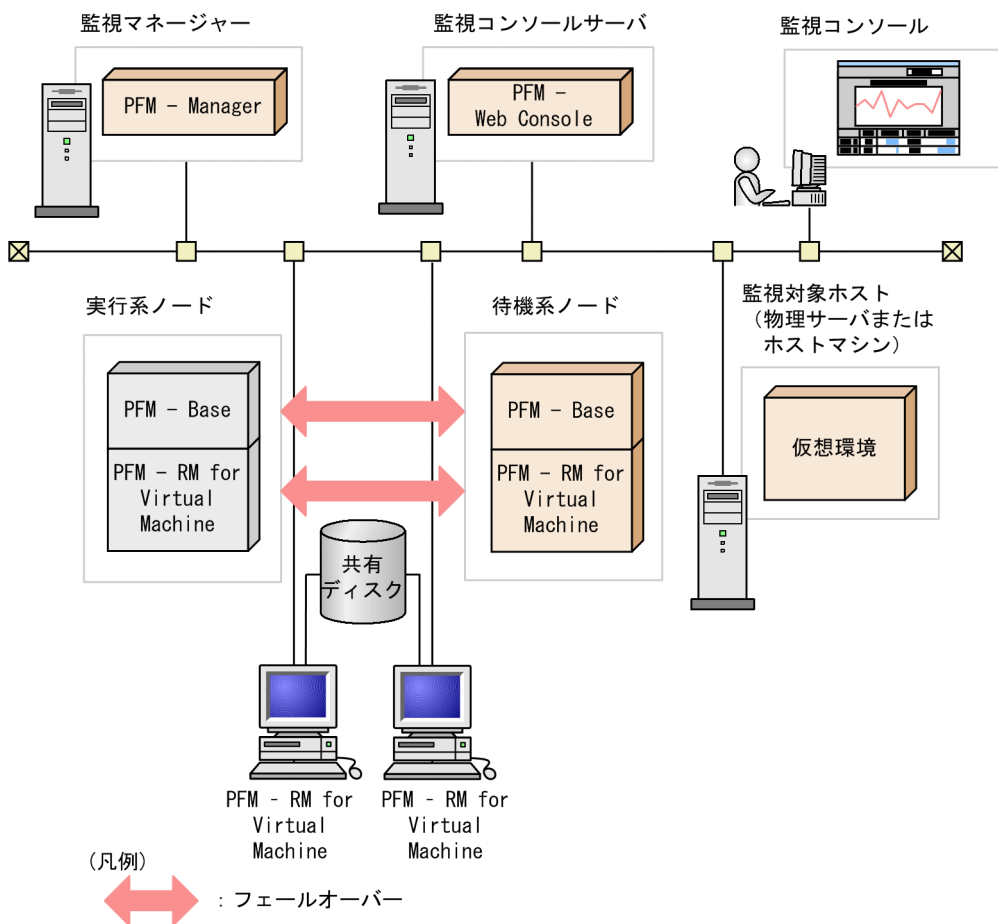 監視マネージャー
監視コンソールサーバ
監視コンソール
PFM － Manager
PFM －
Web Console
実行系ノード
待機系ノード
監視対象ホスト
（物理サーバまたは
ホストマシン）
PFM － Base
PFM － RM for
Virtual
Machine
PFM － Base
PFM － RM for
Virtual
Machine
仮想環境
共有
ディスク
PFM － RM for
Virtual
Machine
PFM － RM for
Virtual
Machine
(凡例)
：フェールオーバー